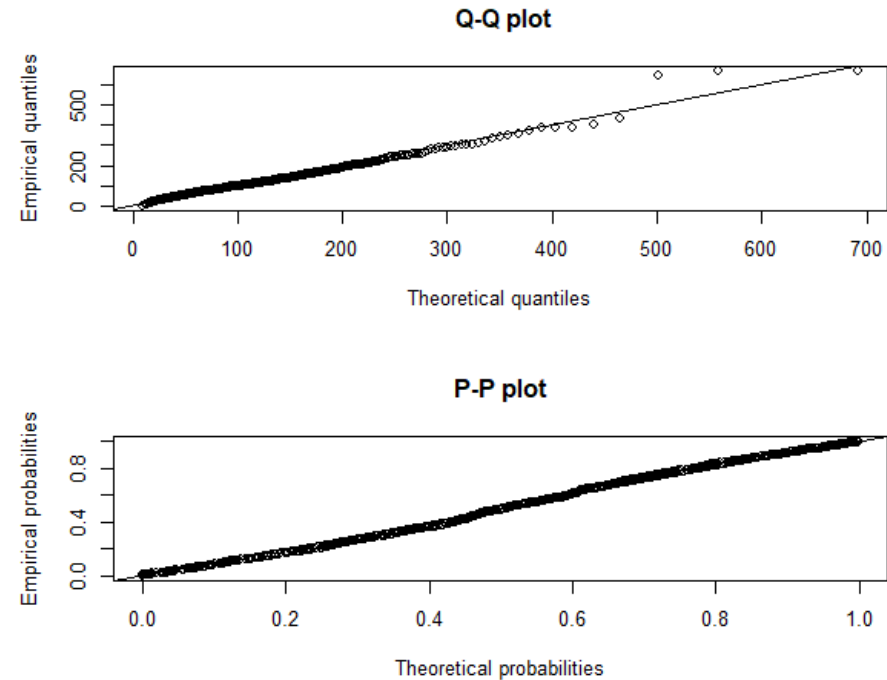 Q-Q plot
Empirical quantiles
500
200
0
0 100 200 300 400 500 600 700
Theoretical quantiles
P-P plot
Empirical probabilities
0.8
0.4
0.0
0.0 0.2 0.4 0.6 0.8 1.0
Theoretical probabilities